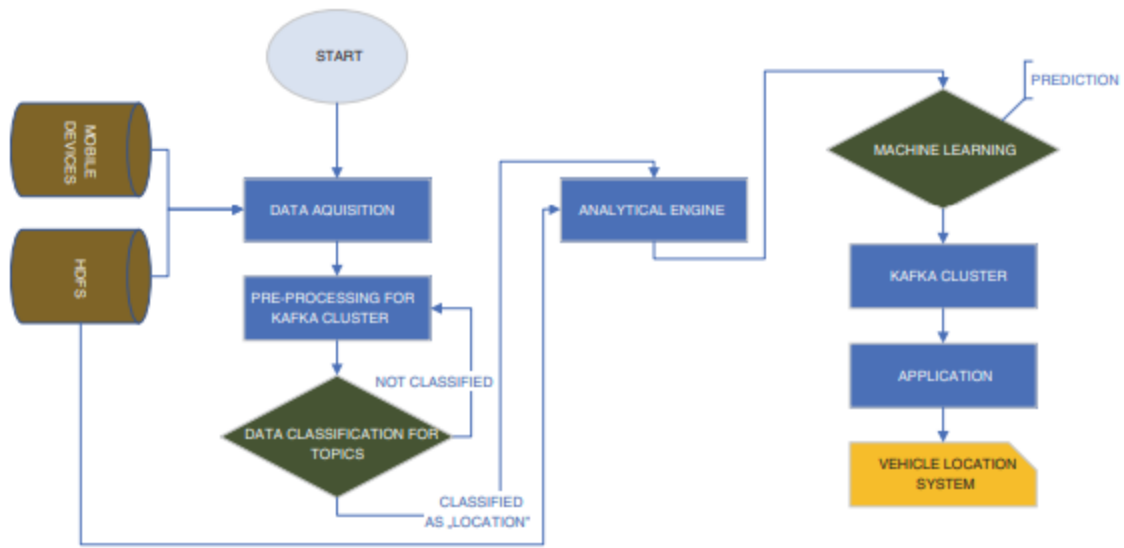 START
MOBILE
DEVICES
HDFS
DATA AQUISITION
PRE-PROCESSING FOR
KAFKA CLUSTER
NOT CLASSIFIED
DATA CLASSIFICATION FOR
TOPICS
CLASSIFIED
AS „LOCATION”
ANALYTICAL ENGINE
PREDICTION
MACHINE LEARNING
KAFKA CLUSTER
APPLICATION
VEHICLE LOCATION
SYSTEM